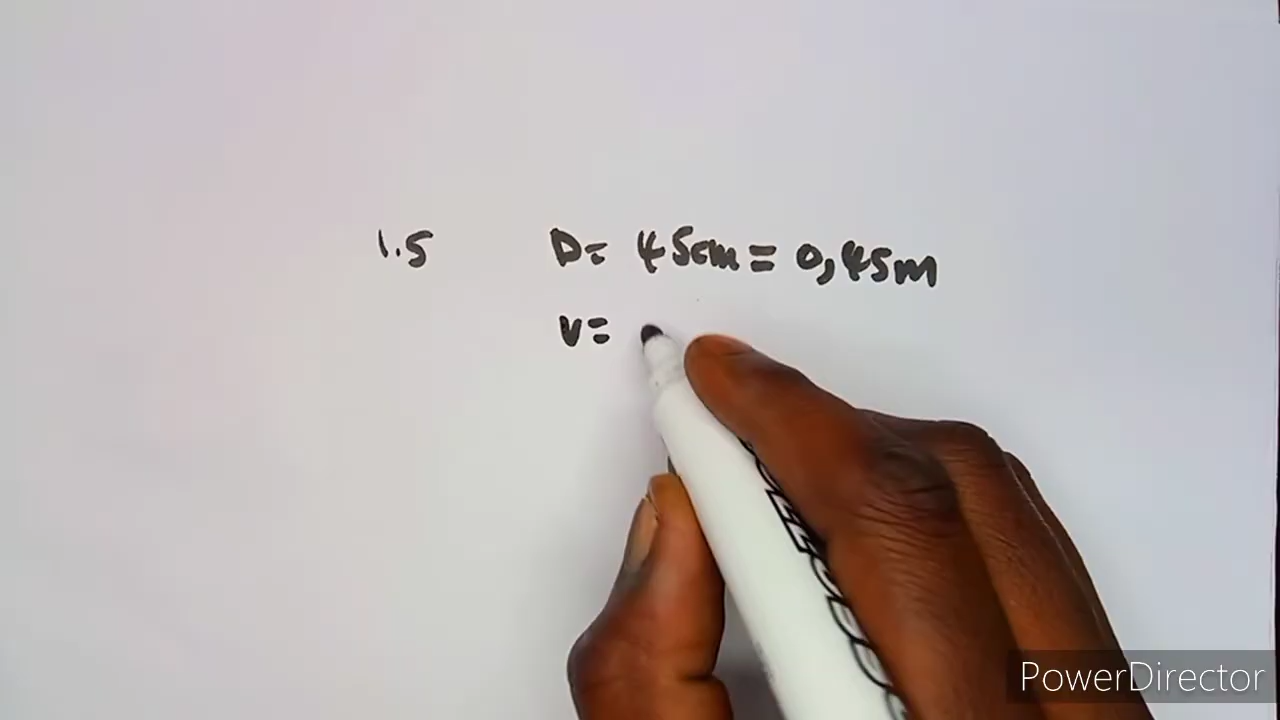 1.5 D= 45cm = 0,45m
v=
PowerDirector